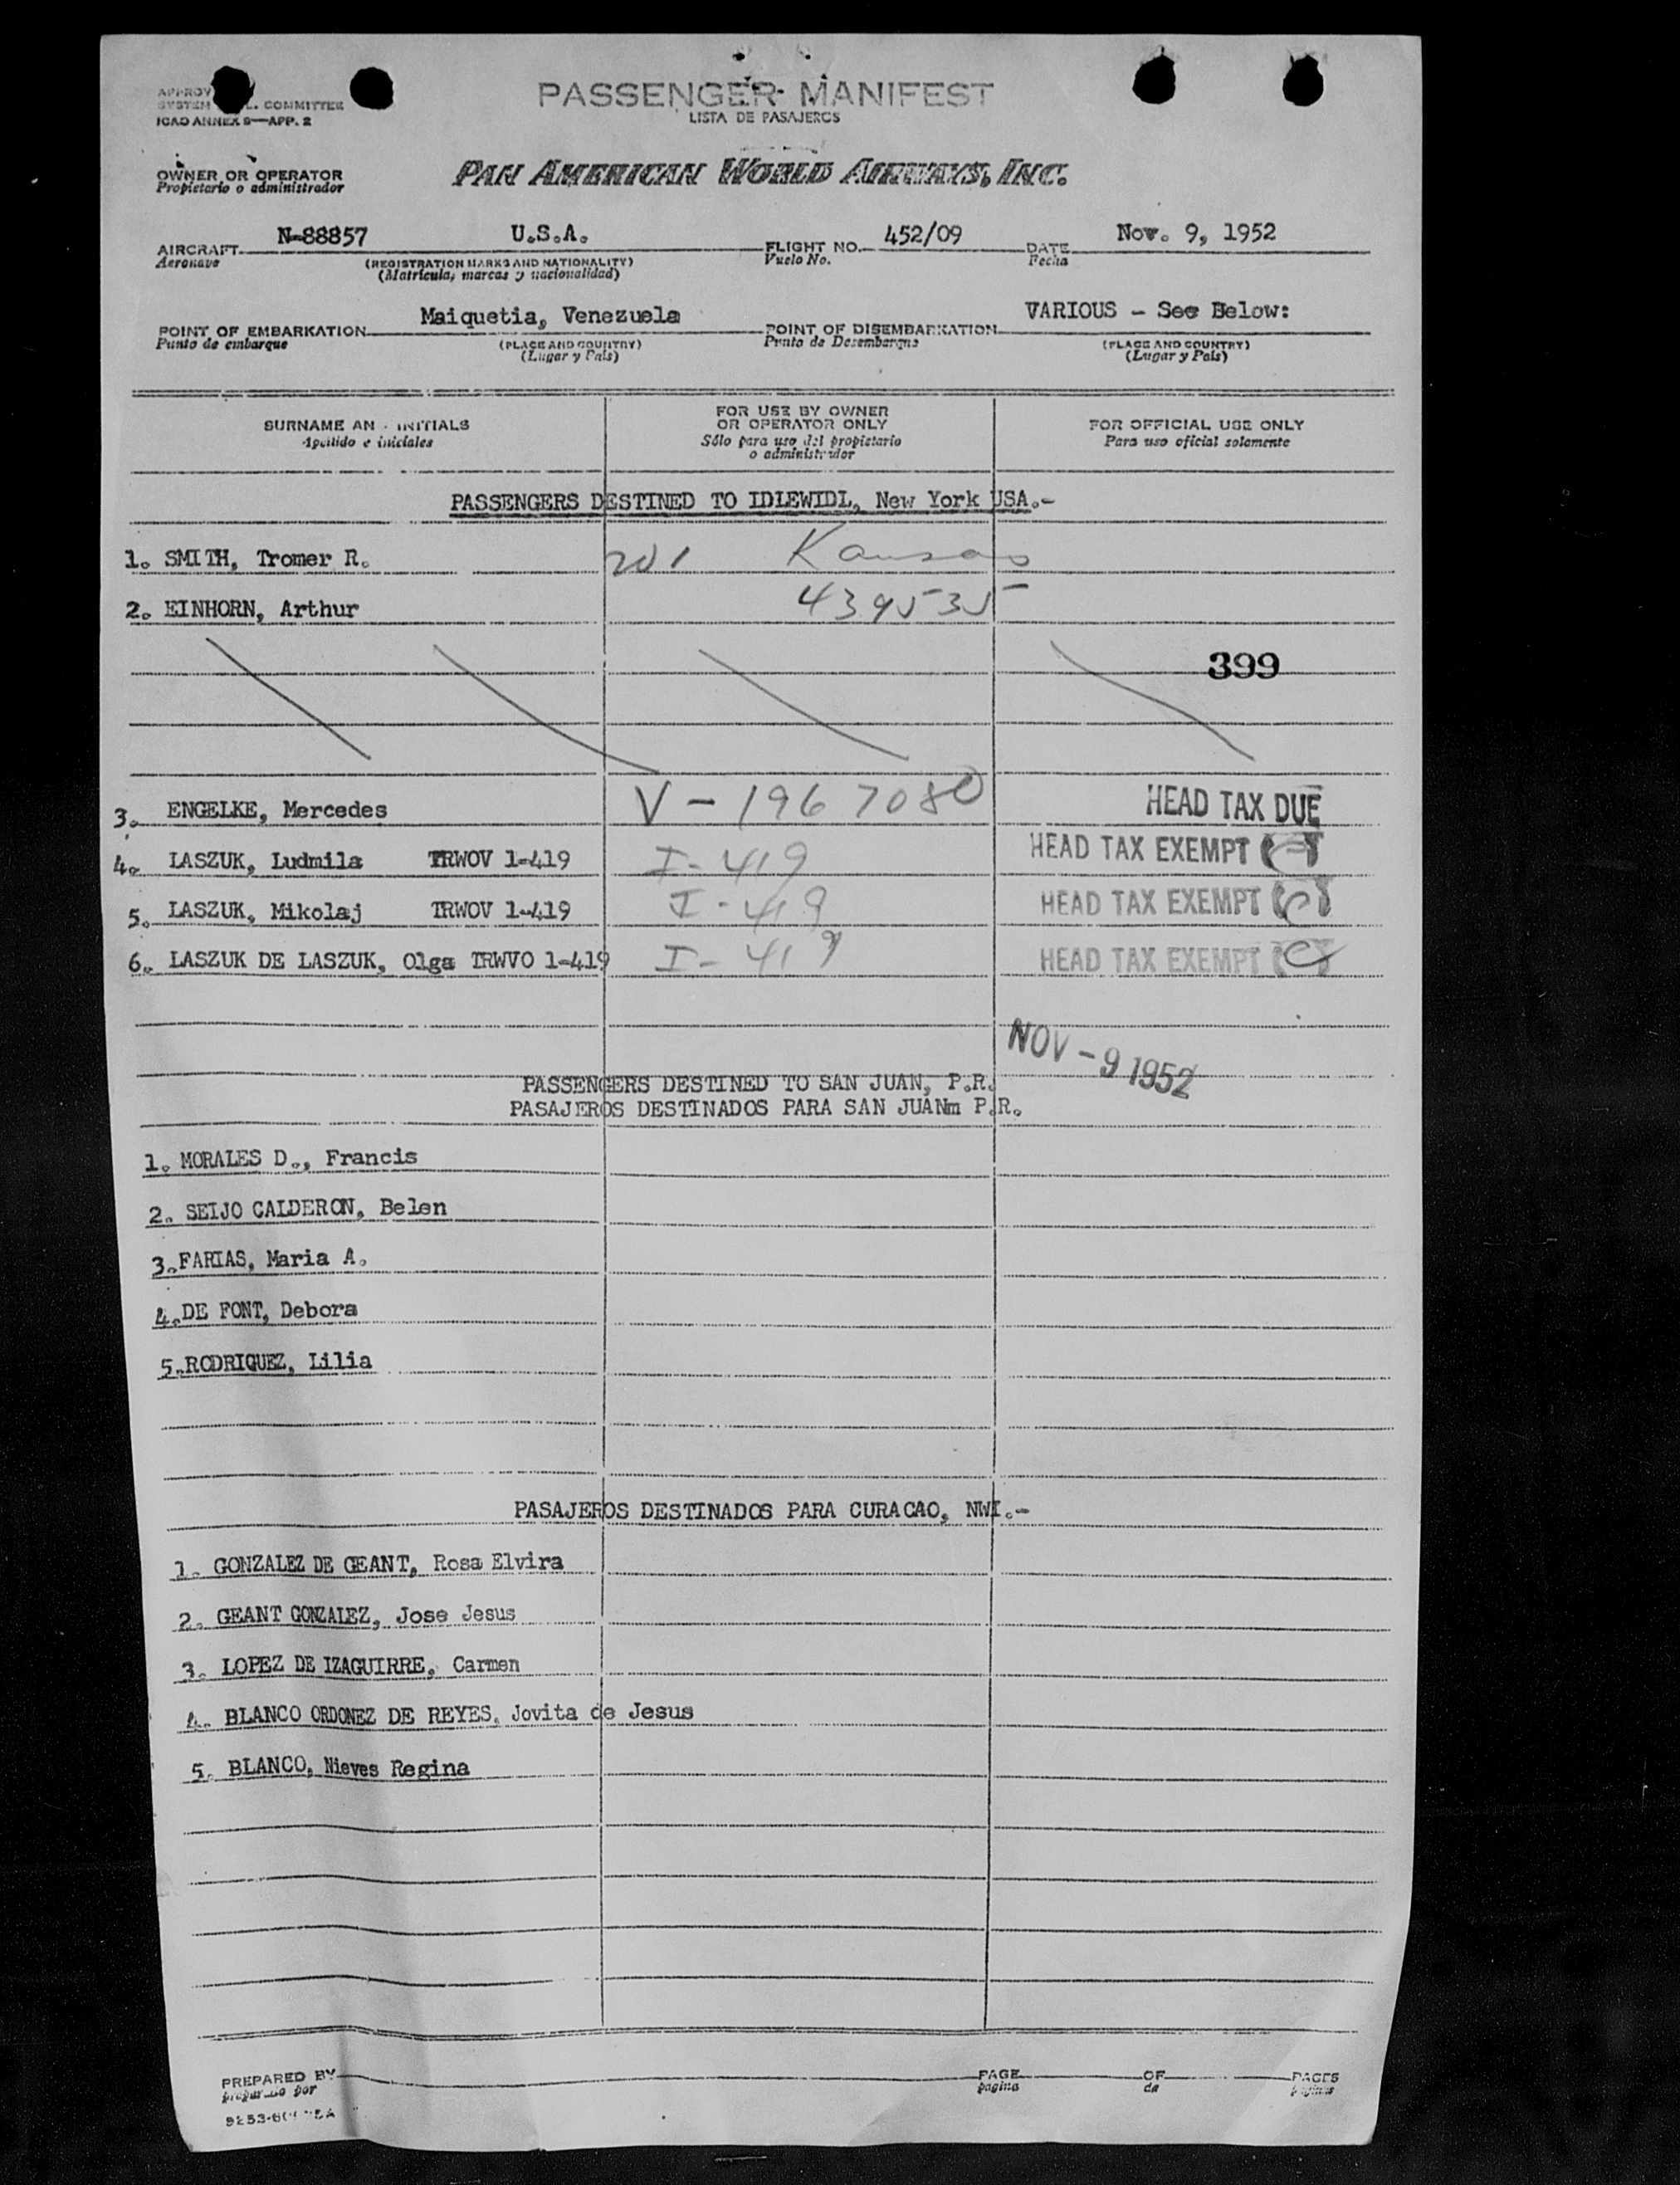 PASSENGER MANIFEST
LISTA DE PASAJEROS
COMMITTEE
ICAO ANNEX 9—APP. 2
OWNER OR OPERATOR
Propietario o administrador
PAN AMERICAN WORLD AIRWAYS, INC.
AIRCRAFT N-88857 U.S.A. FLIGHT NO. 452/09 DATE Nov. 9, 1952
Aeronave (REGISTRATION MARKS AND NATIONALITY) Vuelo No. Fecha
(Matrícula, marcas y nacionalidad)
POINT OF EMBARKATION Maiquetia, Venezuela POINT OF DISEMBARKATION VARIOUS - See Below:
Punto de embarque (PLACE AND COUNTRY) Punto de Desembarque (PLACE AND COUNTRY)
(Lugar y País) (Lugar y País)
SURNAME AN INITIALS FOR USE BY OWNER OR OPERATOR ONLY FOR OFFICIAL USE ONLY
Apellido e iniciales Sólo para uso del propietario o administrador Para uso oficial solamente
PASSENGERS DESTINED TO IDLEWIDL, New York USA.-
1. SMITH, Tromer R. 201 Kansas
2. EINHORN, Arthur 439535
399
3. ENGELKE, Mercedes V-1967080 HEAD TAX DUE
4. LASZUK, Ludmila TRWOV 1-419 I-419 HEAD TAX EXEMPT
5. LASZUK, Mikolaj TRWOV 1-419 I-419 HEAD TAX EXEMPT
6. LASZUK DE LASZUK, Olga TRWVO 1-419 I-419 HEAD TAX EXEMPT
NOV -9 1952
PASSENGERS DESTINED TO SAN JUAN, P.R.
PASAJEROS DESTINADOS PARA SAN JUANm P.R.
1. MORALES D., Francis
2. SEIJO CALDERON, Belen
3. FARIAS, Maria A.
4. DE FONT, Debora
5. RODRIQUEZ, Lilia
PASAJEROS DESTINADOS PARA CURACAO, NWI.-
1. GONZALEZ DE GEANT, Rosa Elvira
2. GEANT GONZALEZ, Jose Jesus
3. LOPEZ DE IZAGUIRRE, Carmen
4. BLANCO ORDONEZ DE REYES, Jovita de Jesus
5. BLANCO, Nieves Regina
PREPARED BY PAGE OF PAGES
por pagina de